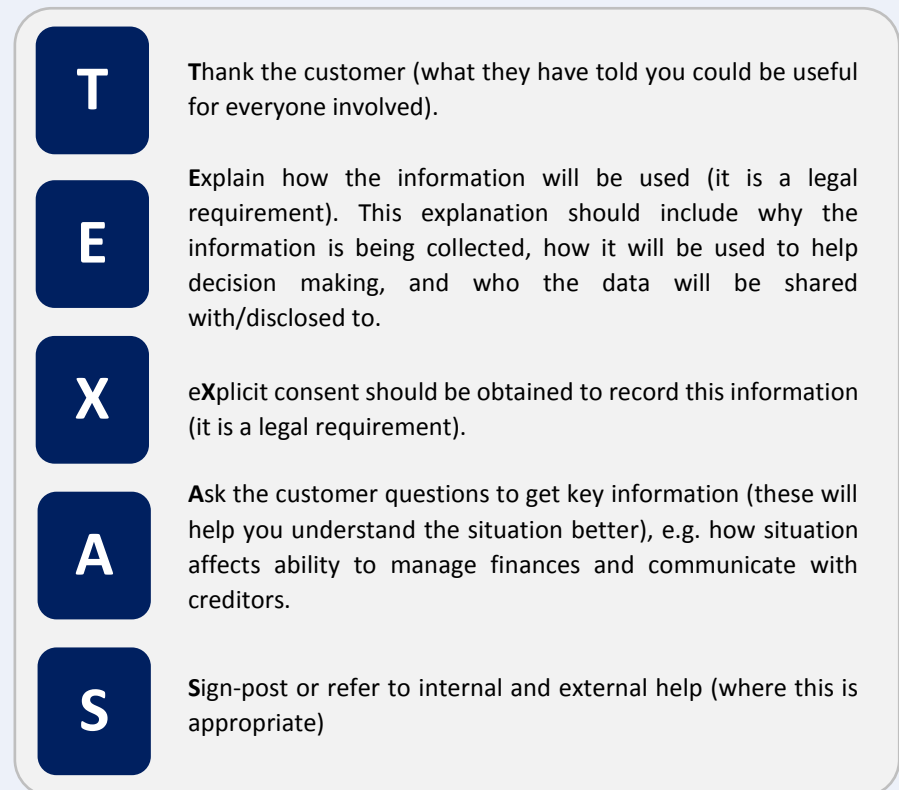 T
Thank the customer (what they have told you could be useful
for everyone involved).
E
Explain how the information will be used (it is a legal
requirement). This explanation should include why the
information is being collected, how it will be used to help
decision making, and who the data will be shared
with/disclosed to.
X
eXplicit consent should be obtained to record this information
(it is a legal requirement).
A
Ask the customer questions to get key information (these will
help you understand the situation better), e.g. how situation
affects ability to manage finances and communicate with
creditors.
S
Sign-post or refer to internal and external help (where this is
appropriate)